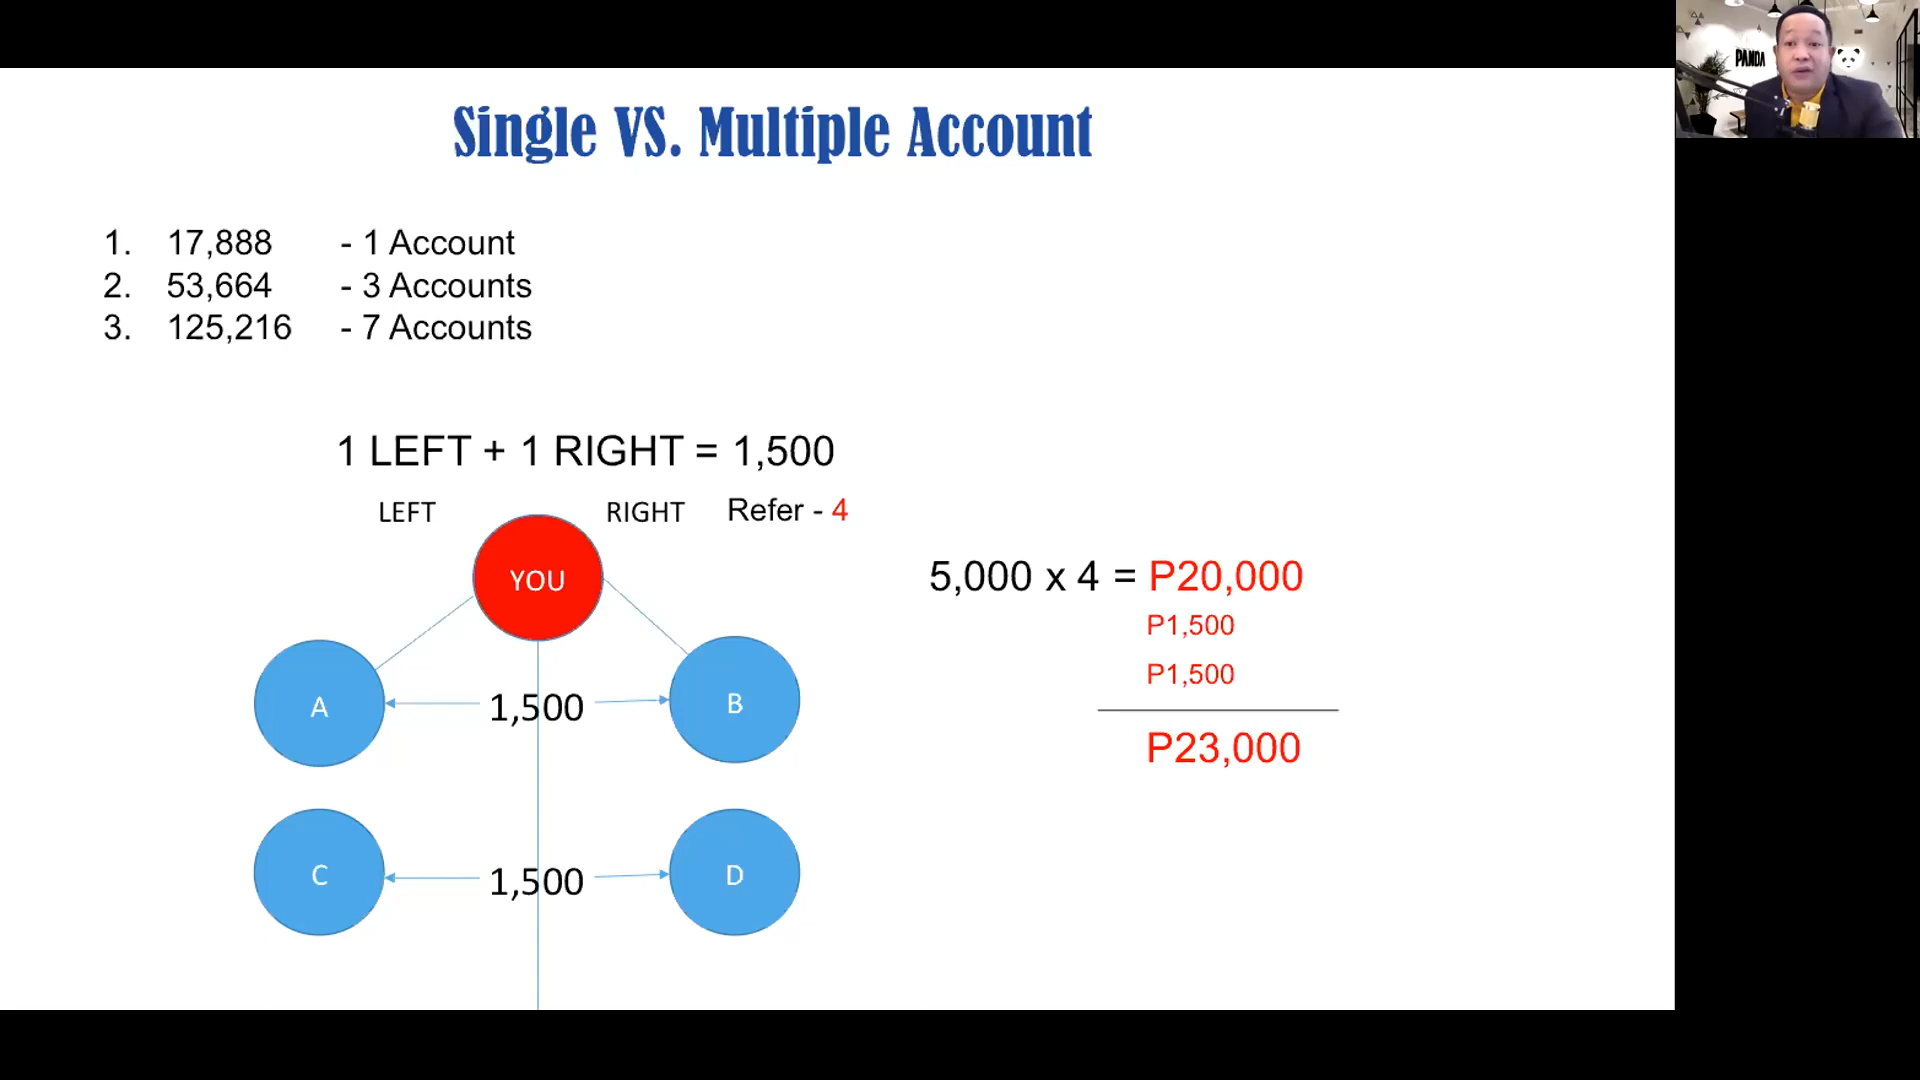 PANDA
Single VS. Multiple Account
1. 17,888 - 1 Account
2. 53,664 - 3 Accounts
3. 125,216 - 7 Accounts
1 LEFT + 1 RIGHT = 1,500
LEFT RIGHT Refer - 4
YOU
5,000 x 4 = P20,000
P1,500
P1,500
P23,000
A 1,500 B
C 1,500 D